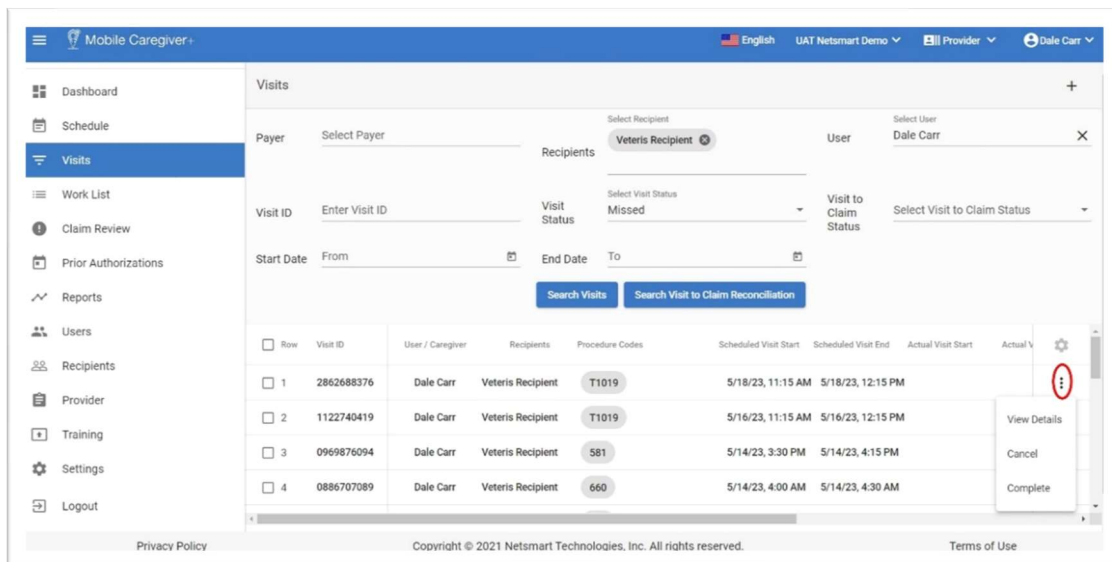 Mobile Caregiver+
English UAT Netsmart Demo Provider Dale Carr
Dashboard
Schedule
Visits
Work List
Claim Review
Prior Authorizations
Reports
Users
Recipients
Provider
Training
Settings
Logout
Visits +
Payer Select Payer
Recipients Select Recipient Veteris Recipient
User Select User Dale Carr
Visit ID Enter Visit ID
Visit Status Select Visit Status Missed
Visit to Claim Status Select Visit to Claim Status
Start Date From
End Date To
Search Visits Search Visit to Claim Reconciliation
Row Visit ID User / Caregiver Recipients Procedure Codes Scheduled Visit Start Scheduled Visit End Actual Visit Start Actual V
1 2862688376 Dale Carr Veteris Recipient T1019 5/18/23, 11:15 AM 5/18/23, 12:15 PM
2 1122740419 Dale Carr Veteris Recipient T1019 5/16/23, 11:15 AM 5/16/23, 12:15 PM
3 0969876094 Dale Carr Veteris Recipient 581 5/14/23, 3:30 PM 5/14/23, 4:15 PM
4 0886707089 Dale Carr Veteris Recipient 660 5/14/23, 4:00 AM 5/14/23, 4:30 AM
View Details
Cancel
Complete
Privacy Policy Copyright © 2021 Netsmart Technologies, Inc. All rights reserved. Terms of Use